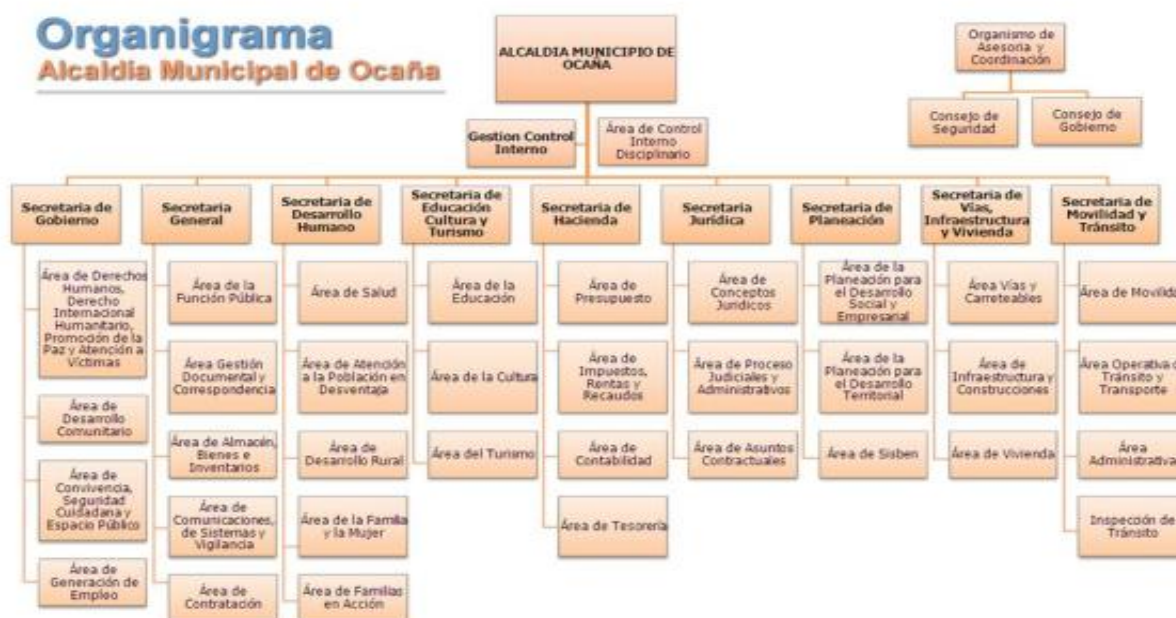 Organigrama
Alcaldia Municipal de Ocaña
ALCALDIA MUNICIPIO DE
OCAÑA
Organismo de
Asesoria y
Coordinación
Consejo de
Seguridad
Consejo de
Gobierno
Gestion Control
Interno
Área de Control
Interno
Disciplinario
Secretaria de
Gobierno
Secretaria
General
Secretaria de
Desarrollo
Humano
Secretaria de
Educación
Cultura y
Turismo
Secretaria de
Hacienda
Secretaria
Jurídica
Secretaria de
Planeación
Secretaria de
Vías,
Infraestructura
y Vivienda
Secretaria de
Movilidad y
Tránsito
Área de Derechos
Humanos,
Derecho
Internacional
Humanitario,
Promoción de la
Paz y Atención a
Víctimas
Área de
Desarrollo
Comunitario
Área de
Convivencia,
Seguridad
Cuidadana y
Espacio Público
Área de
Generación de
Empleo
Área de la
Función Pública
Área Gestión
Documental y
Correspondencia
Área de Almacén,
Bienes e
Inventarios
Área de
Comunicaciones,
de Sistemas y
Vigilancia
Área de
Contratación
Área de Salud
Área de Atención
a la Población en
Desventaja
Área de
Desarrollo Rural
Área de la Familia
y la Mujer
Área de Familias
en Acción
Área de la
Educación
Área de la Cultura
Área del Turismo
Área de
Presupuesto
Área de
Impuestos,
Rentas y
Recaudos
Área de
Contabilidad
Área de Tesorería
Área de
Conceptos
Jurídicos
Área de Proceso
Judiciales y
Administrativos
Área de Asuntos
Contractuales
Área de la
Planeación para
el Desarrollo
Social y
Empresarial
Área de la
Planeación para
el Desarrollo
Territorial
Área de Sisben
Área Vías y
Carreteables
Área de
Infraestructura y
Construcciones
Área de Vivienda
Área de Movilida
Área Operativa d
Tránsito y
Transporte
Área
Administrativa
Inspección de
Tránsito